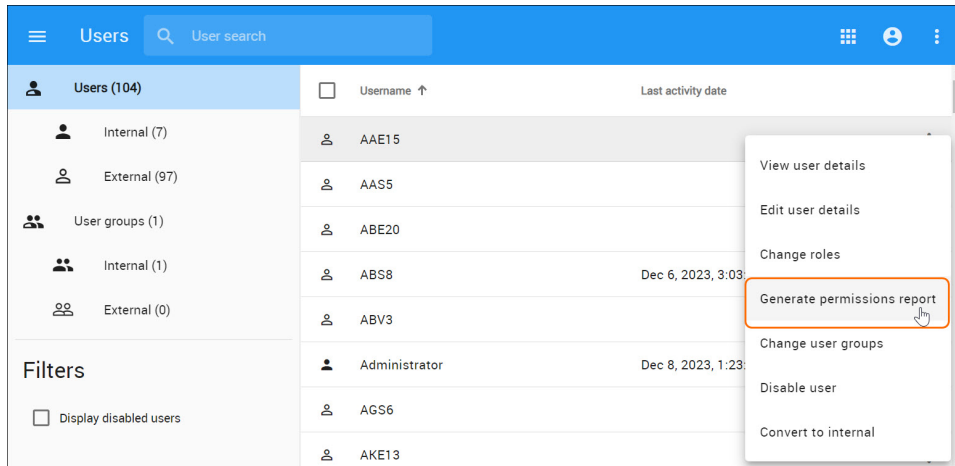 Users
User search
Users (104)
Internal (7)
External (97)
User groups (1)
Internal (1)
External (0)
Filters
Display disabled users
Username ↑
Last activity date
AAE15
AAS5
ABE20
ABS8
Dec 6, 2023, 3:03:
ABV3
Administrator
Dec 8, 2023, 1:23:
AGS6
AKE13
View user details
Edit user details
Change roles
Generate permissions report
Change user groups
Disable user
Convert to internal